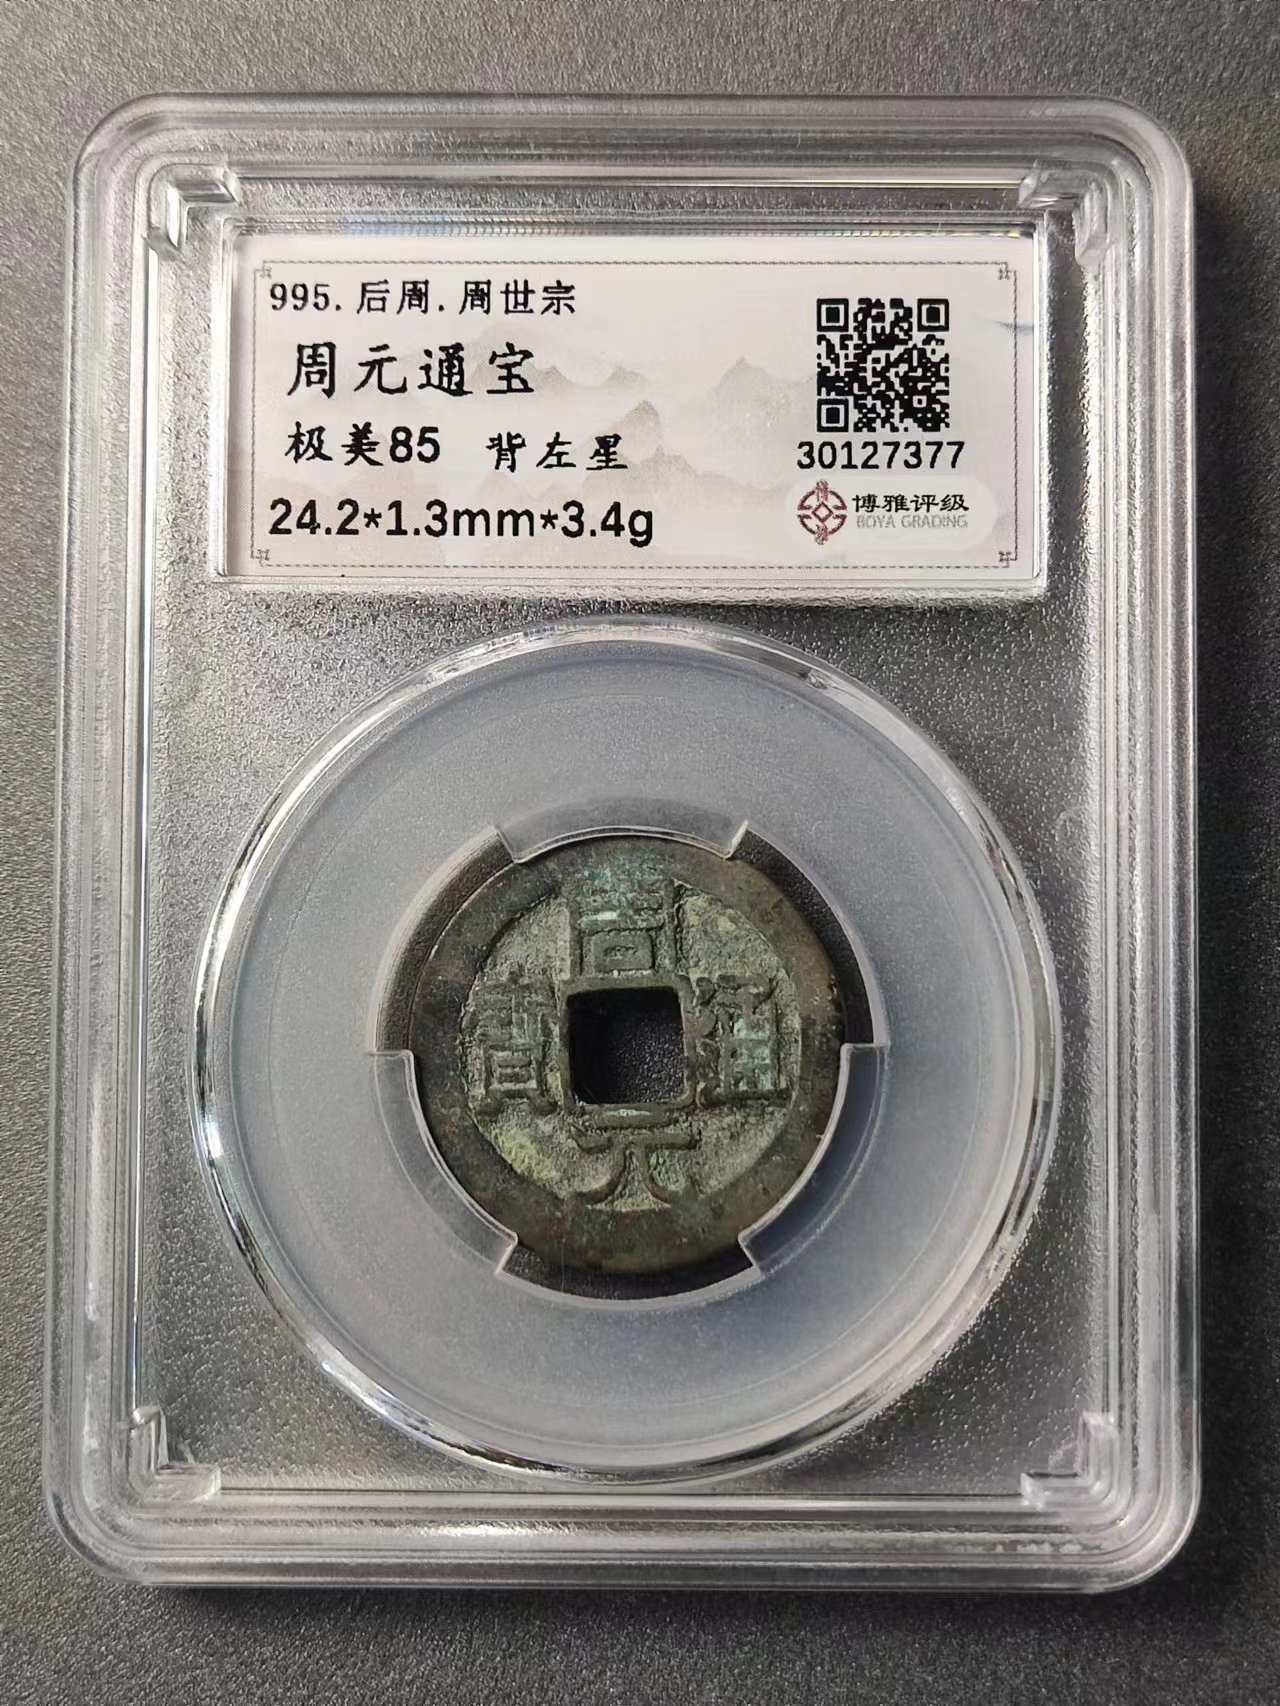 995.后周.周世宗
周元通宝
极美85 背左星
24.2*1.3mm*3.4g
30127377
博雅评级
BOYA GRADING
周元通寳